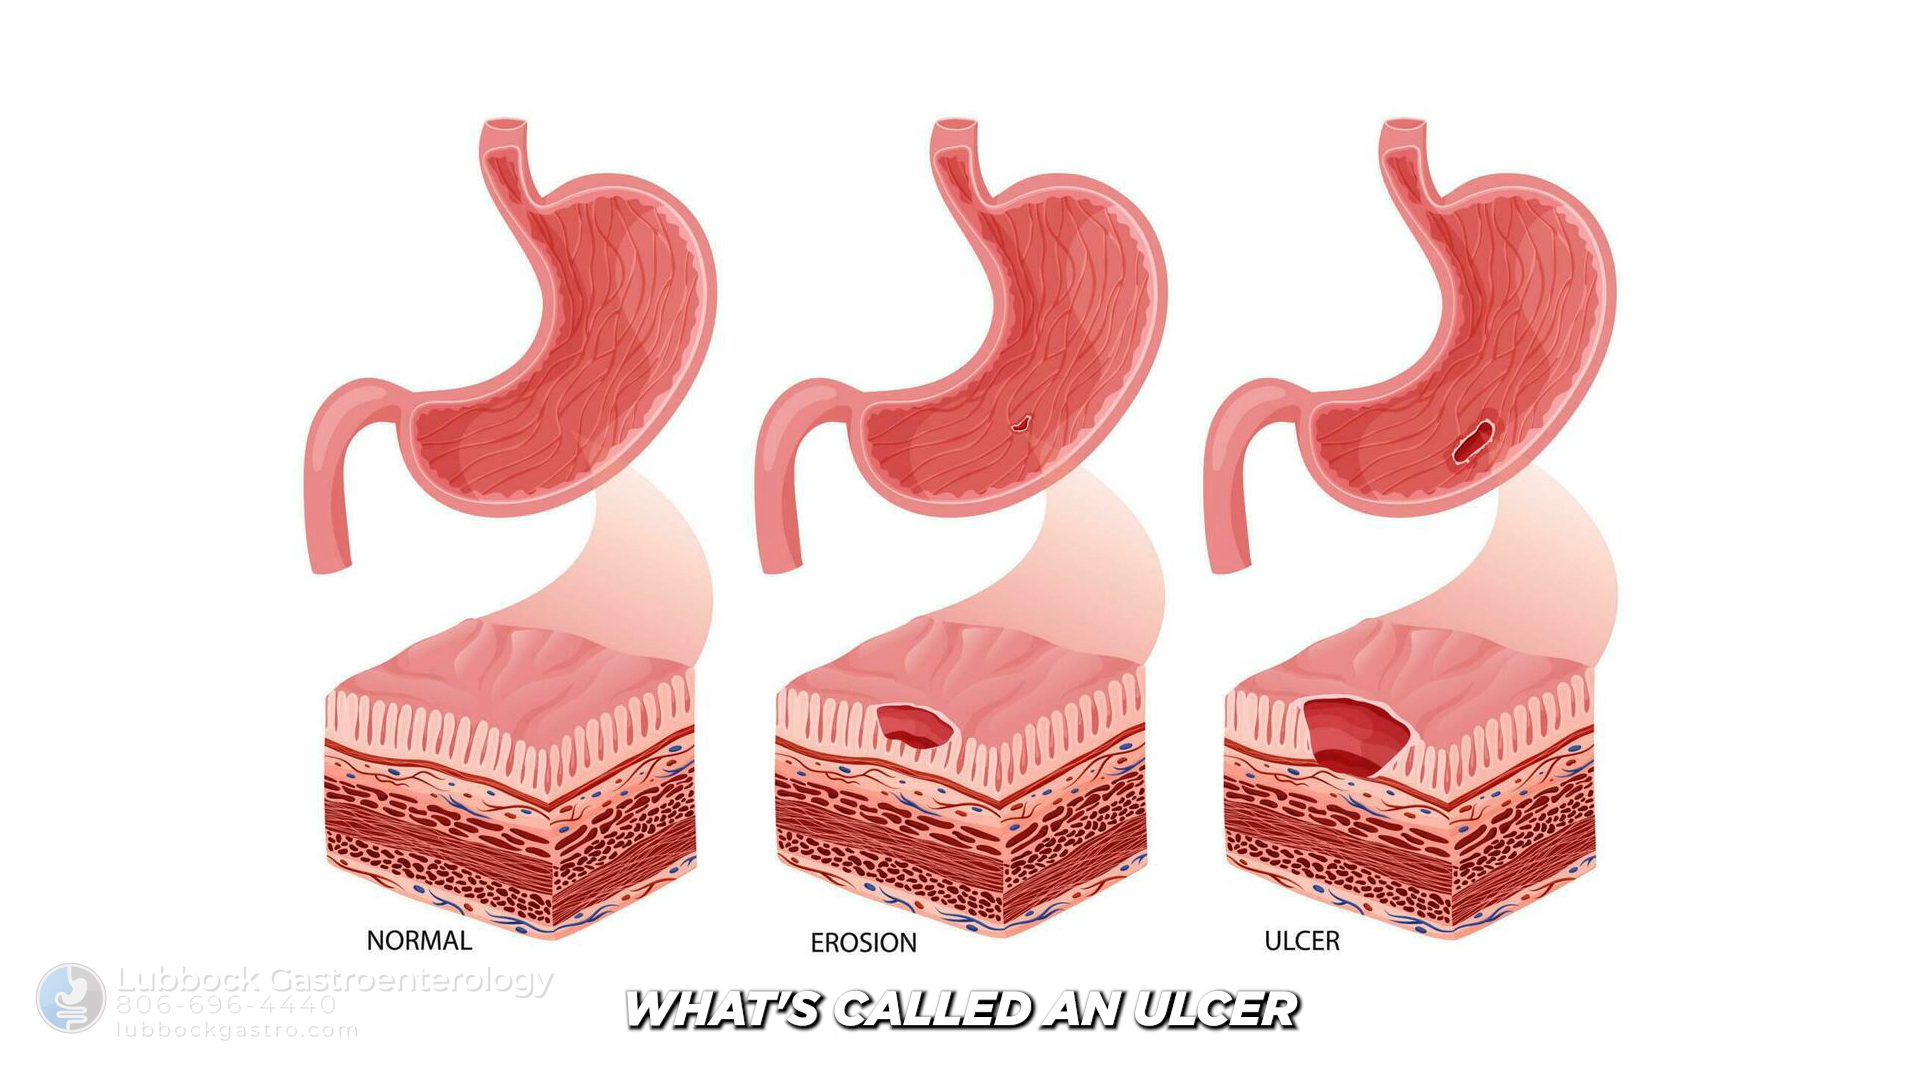 NORMAL
EROSION
ULCER
Lubbock Gastroenterology
806-696-4440
lubbockgastro.com
WHAT'S CALLED AN ULCER